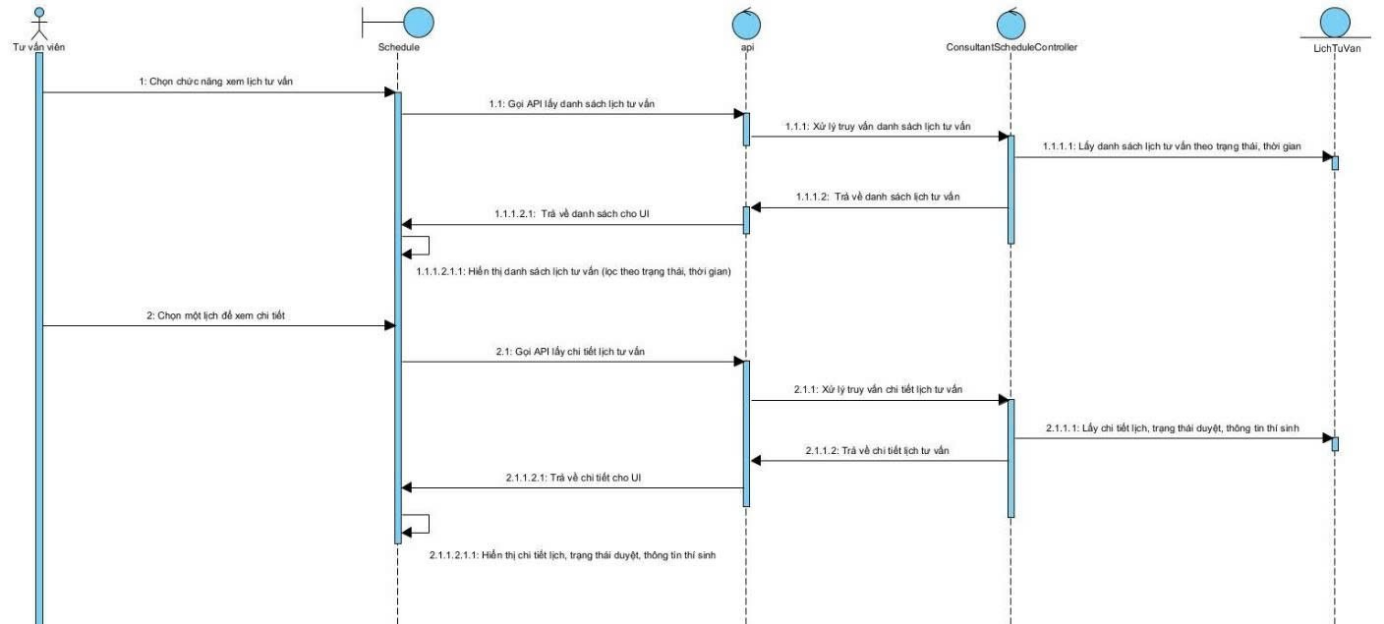 Tư vấn viên
Schedule
api
ConsultantScheduleController
LichTuVan
1: Chọn chức năng xem lịch tư vấn
1.1: Gọi API lấy danh sách lịch tư vấn
1.1.1: Xử lý truy vấn danh sách lịch tư vấn
1.1.1.1: Lấy danh sách lịch tư vấn theo trạng thái, thời gian
1.1.1.2: Trả về danh sách lịch tư vấn
1.1.1.2.1: Trả về danh sách cho UI
1.1.1.2.1.1: Hiển thị danh sách lịch tư vấn (lọc theo trạng thái, thời gian)
2: Chọn một lịch để xem chi tiết
2.1: Gọi API lấy chi tiết lịch tư vấn
2.1.1: Xử lý truy vấn chi tiết lịch tư vấn
2.1.1.1: Lấy chi tiết lịch, trạng thái duyệt, thông tin thí sinh
2.1.1.2: Trả về chi tiết lịch tư vấn
2.1.1.2.1: Trả về chi tiết cho UI
2.1.1.2.1.1: Hiển thị chi tiết lịch, trạng thái duyệt, thông tin thí sinh